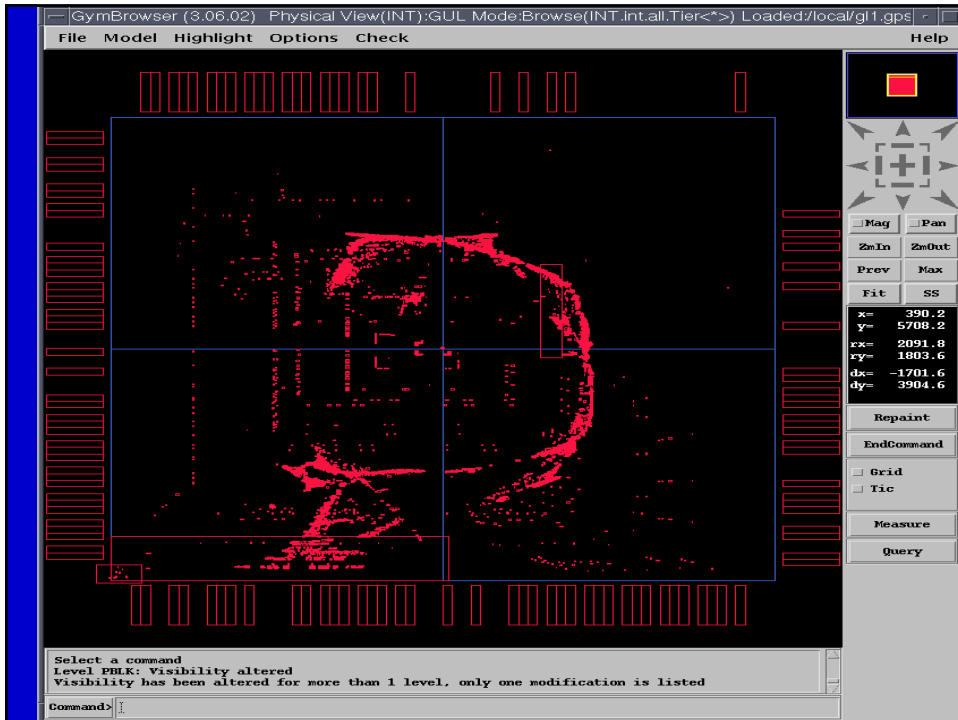 GymBrowser (3.06.02) Physical View(INT):GUL Mode:Browse(INT.int.all.Tier<*>) Loaded:/local/gl1.gps
File Model Highlight Options Check Help
Mag Pan
ZmIn ZmOut
Prev Max
Fit SS
x= 390.2
y= 5708.2
rx= 2091.8
ry= 1803.6
dx= -1701.6
dy= 3904.6
Repaint
EndCommand
Grid
Tic
Measure
Query
Select a command
Level PBLK: Visibility altered
Visibility has been altered for more than 1 level, only one modification is listed
Command>